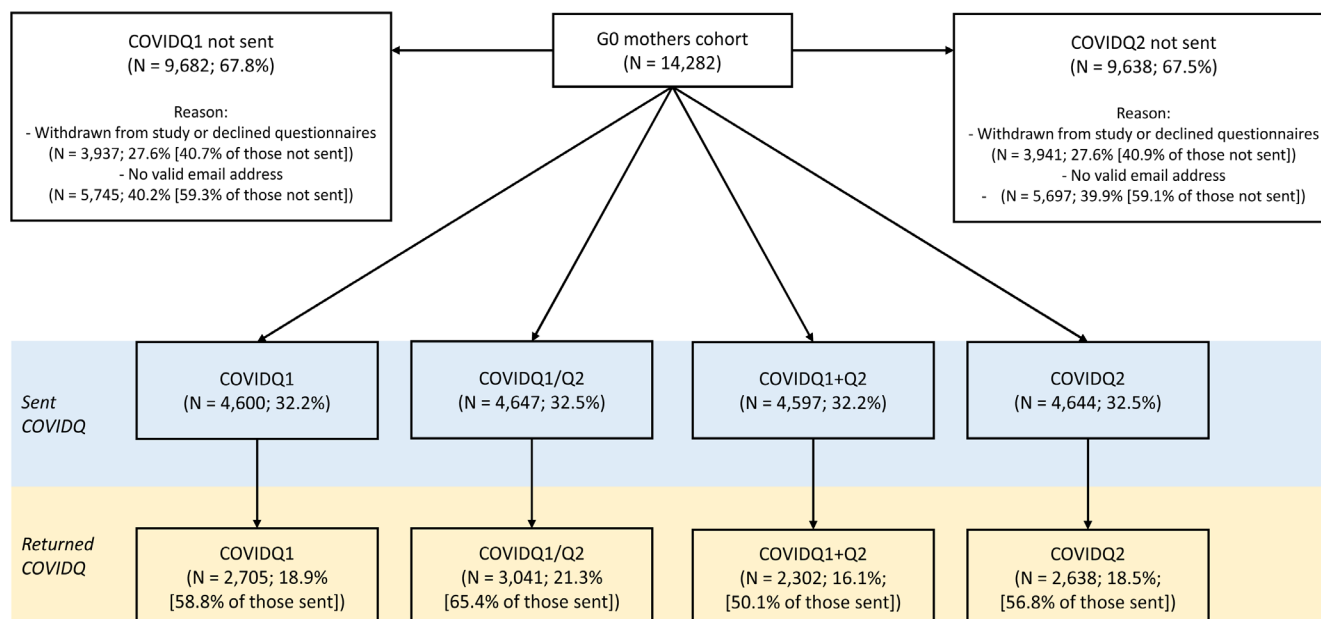 COVIDQ1 not sent
(N = 9,682; 67.8%)
Reason:
- Withdrawn from study or declined questionnaires
(N = 3,937; 27.6% [40.7% of those not sent])
- No valid email address
(N = 5,745; 40.2% [59.3% of those not sent])
G0 mothers cohort
(N = 14,282)
COVIDQ2 not sent
(N = 9,638; 67.5%)
Reason:
- Withdrawn from study or declined questionnaires
(N = 3,941; 27.6% [40.9% of those not sent])
- No valid email address
- (N = 5,697; 39.9% [59.1% of those not sent])
Sent
COVIDQ
COVIDQ1
(N = 4,600; 32.2%)
COVIDQ1/Q2
(N = 4,647; 32.5%)
COVIDQ1+Q2
(N = 4,597; 32.2%)
COVIDQ2
(N = 4,644; 32.5%)
Returned
COVIDQ
COVIDQ1
(N = 2,705; 18.9%
[58.8% of those sent])
COVIDQ1/Q2
(N = 3,041; 21.3%
[65.4% of those sent])
COVIDQ1+Q2
(N = 2,302; 16.1%;
[50.1% of those sent])
COVIDQ2
(N = 2,638; 18.5%;
[56.8% of those sent])